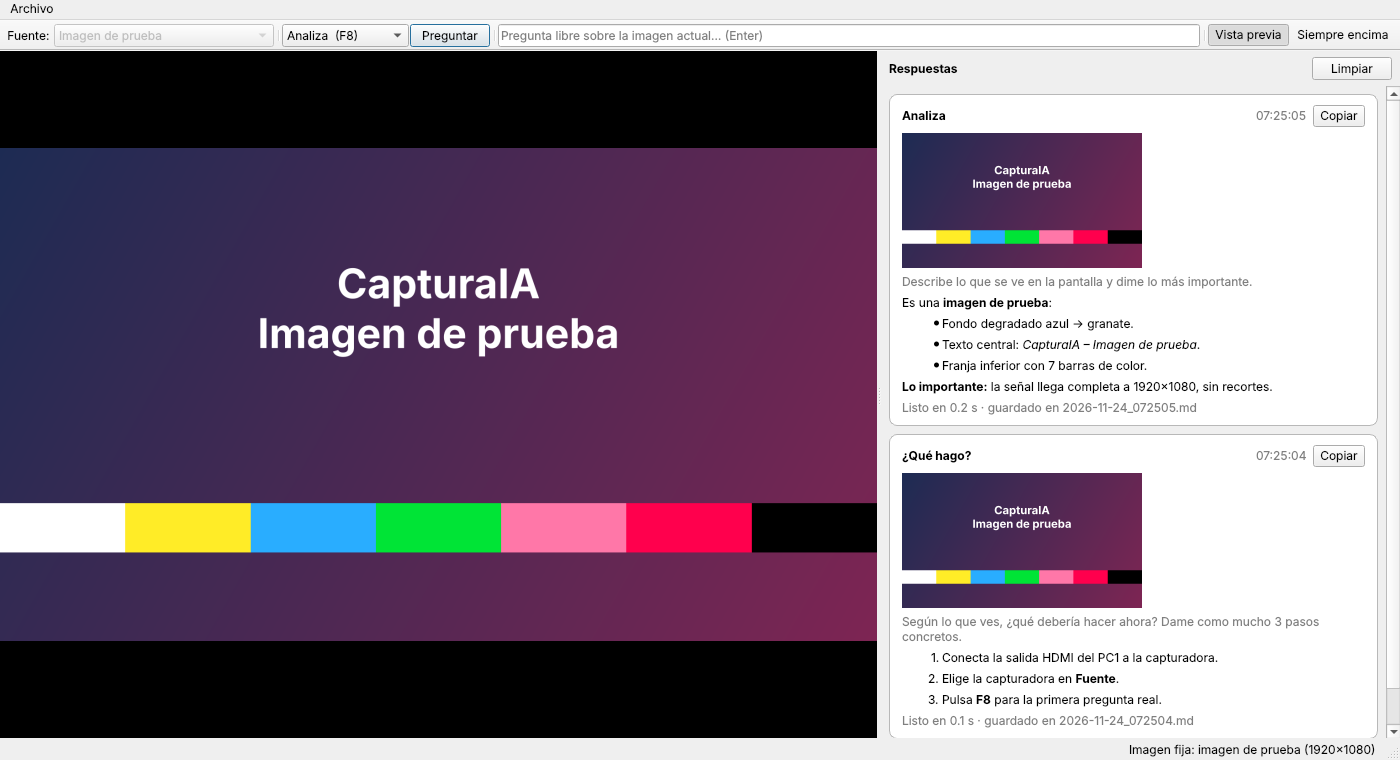 Archivo
Fuente: Imagen de prueba Analiza (F8) Preguntar Pregunta libre sobre la imagen actual... (Enter) Vista previa Siempre encima
CapturaIA
Imagen de prueba
Respuestas Limpiar
Analiza 07:25:05 Copiar
CapturaIA
Imagen de prueba
Describe lo que se ve en la pantalla y dime lo más importante.
Es una imagen de prueba:
• Fondo degradado azul → granate.
• Texto central: CapturaIA – Imagen de prueba.
• Franja inferior con 7 barras de color.
Lo importante: la señal llega completa a 1920×1080, sin recortes.
Listo en 0.2 s · guardado en 2026-11-24_072505.md
¿Qué hago? 07:25:04 Copiar
CapturaIA
Imagen de prueba
Según lo que ves, ¿qué debería hacer ahora? Dame como mucho 3 pasos
concretos.
1. Conecta la salida HDMI del PC1 a la capturadora.
2. Elige la capturadora en Fuente.
3. Pulsa F8 para la primera pregunta real.
Listo en 0.1 s · guardado en 2026-11-24_072504.md
Imagen fija: imagen de prueba (1920×1080)